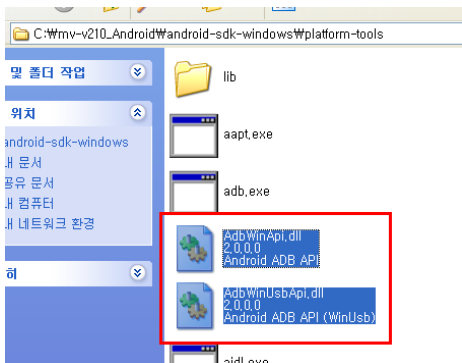 C:₩mv-v210_Android₩android-sdk-windows₩platform-tools
및 폴더 작업
위치
android-sdk-windows
내 문서
공유 문서
내 컴퓨터
내 네트워크 환경
히
lib
aapt.exe
adb.exe
AdbWinApi.dll
2.0.0.0
Android ADB API
AdbWinUsbApi.dll
2.0.0.0
Android ADB API (WinUsb)
aidl.exe